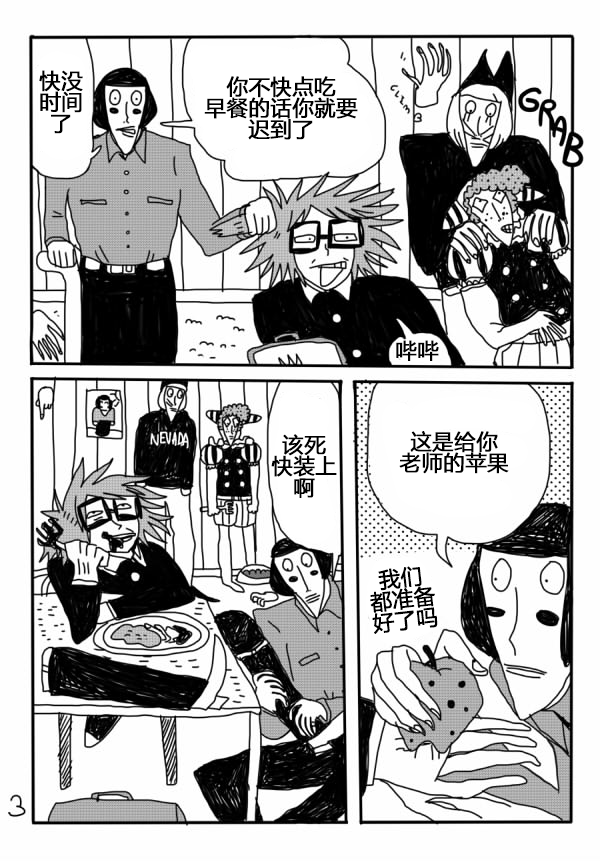 快没
时间
了
你不快点吃
早餐的话你就要
迟到了
CLIMB
GRAB
哔哔
NEVADA
该死
快装上
啊
这是给你
老师的苹果
我们
都准备
好了吗
3